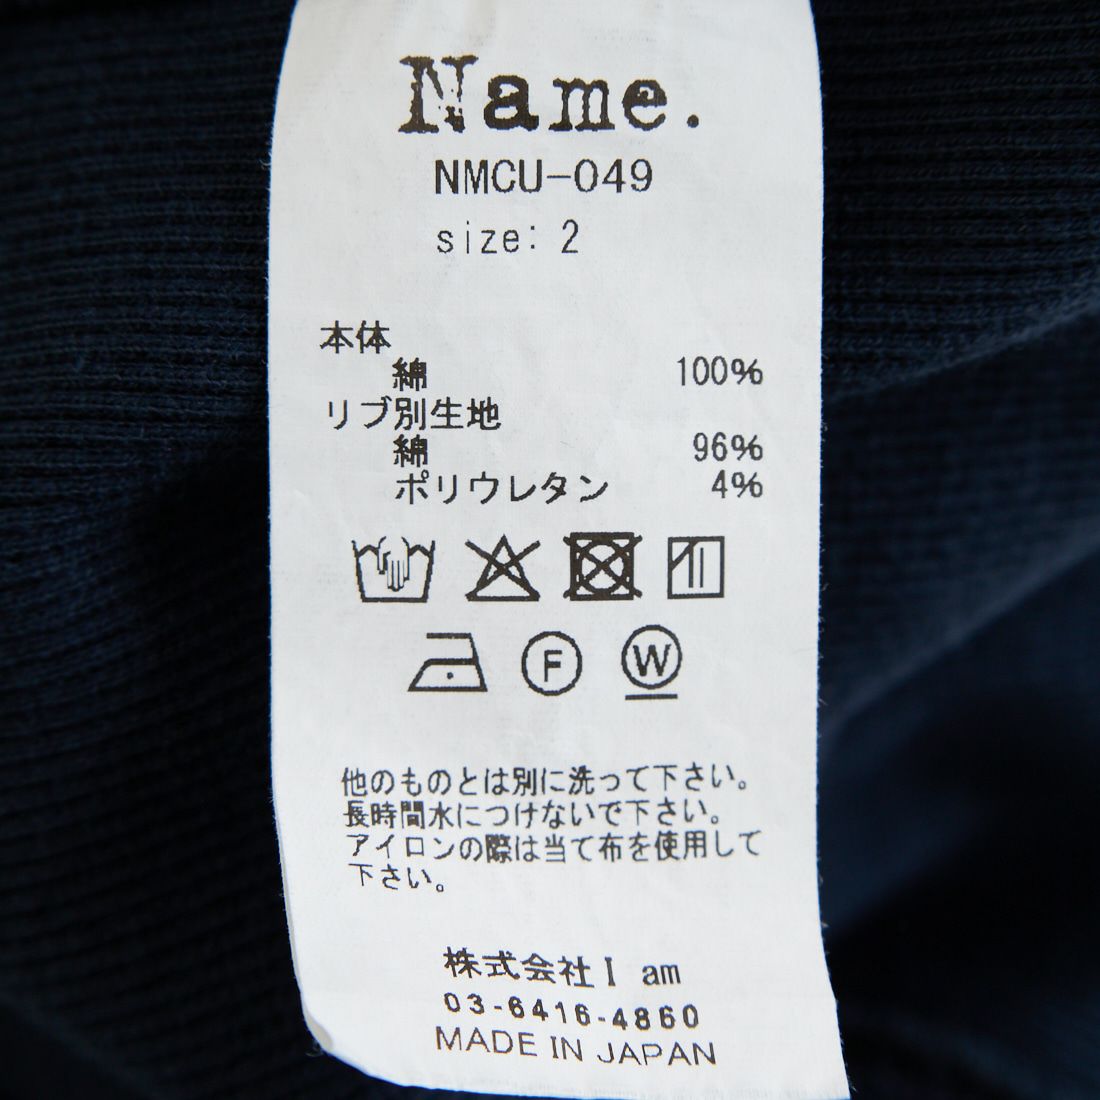 Name.
NMCU-049
size: 2
本体
綿 100%
リブ別生地
綿 96%
ポリウレタン 4%
F W
他のものとは別に洗って下さい。
長時間水につけないで下さい。
アイロンの際は当て布を使用して
下さい。
株式会社I am
03-6416-4860
MADE IN JAPAN